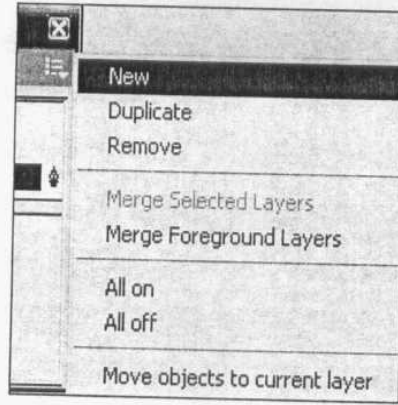 New
Duplicate
Remove
Merge Selected Layers
Merge Foreground Layers
All on
All off
Move objects to current layer